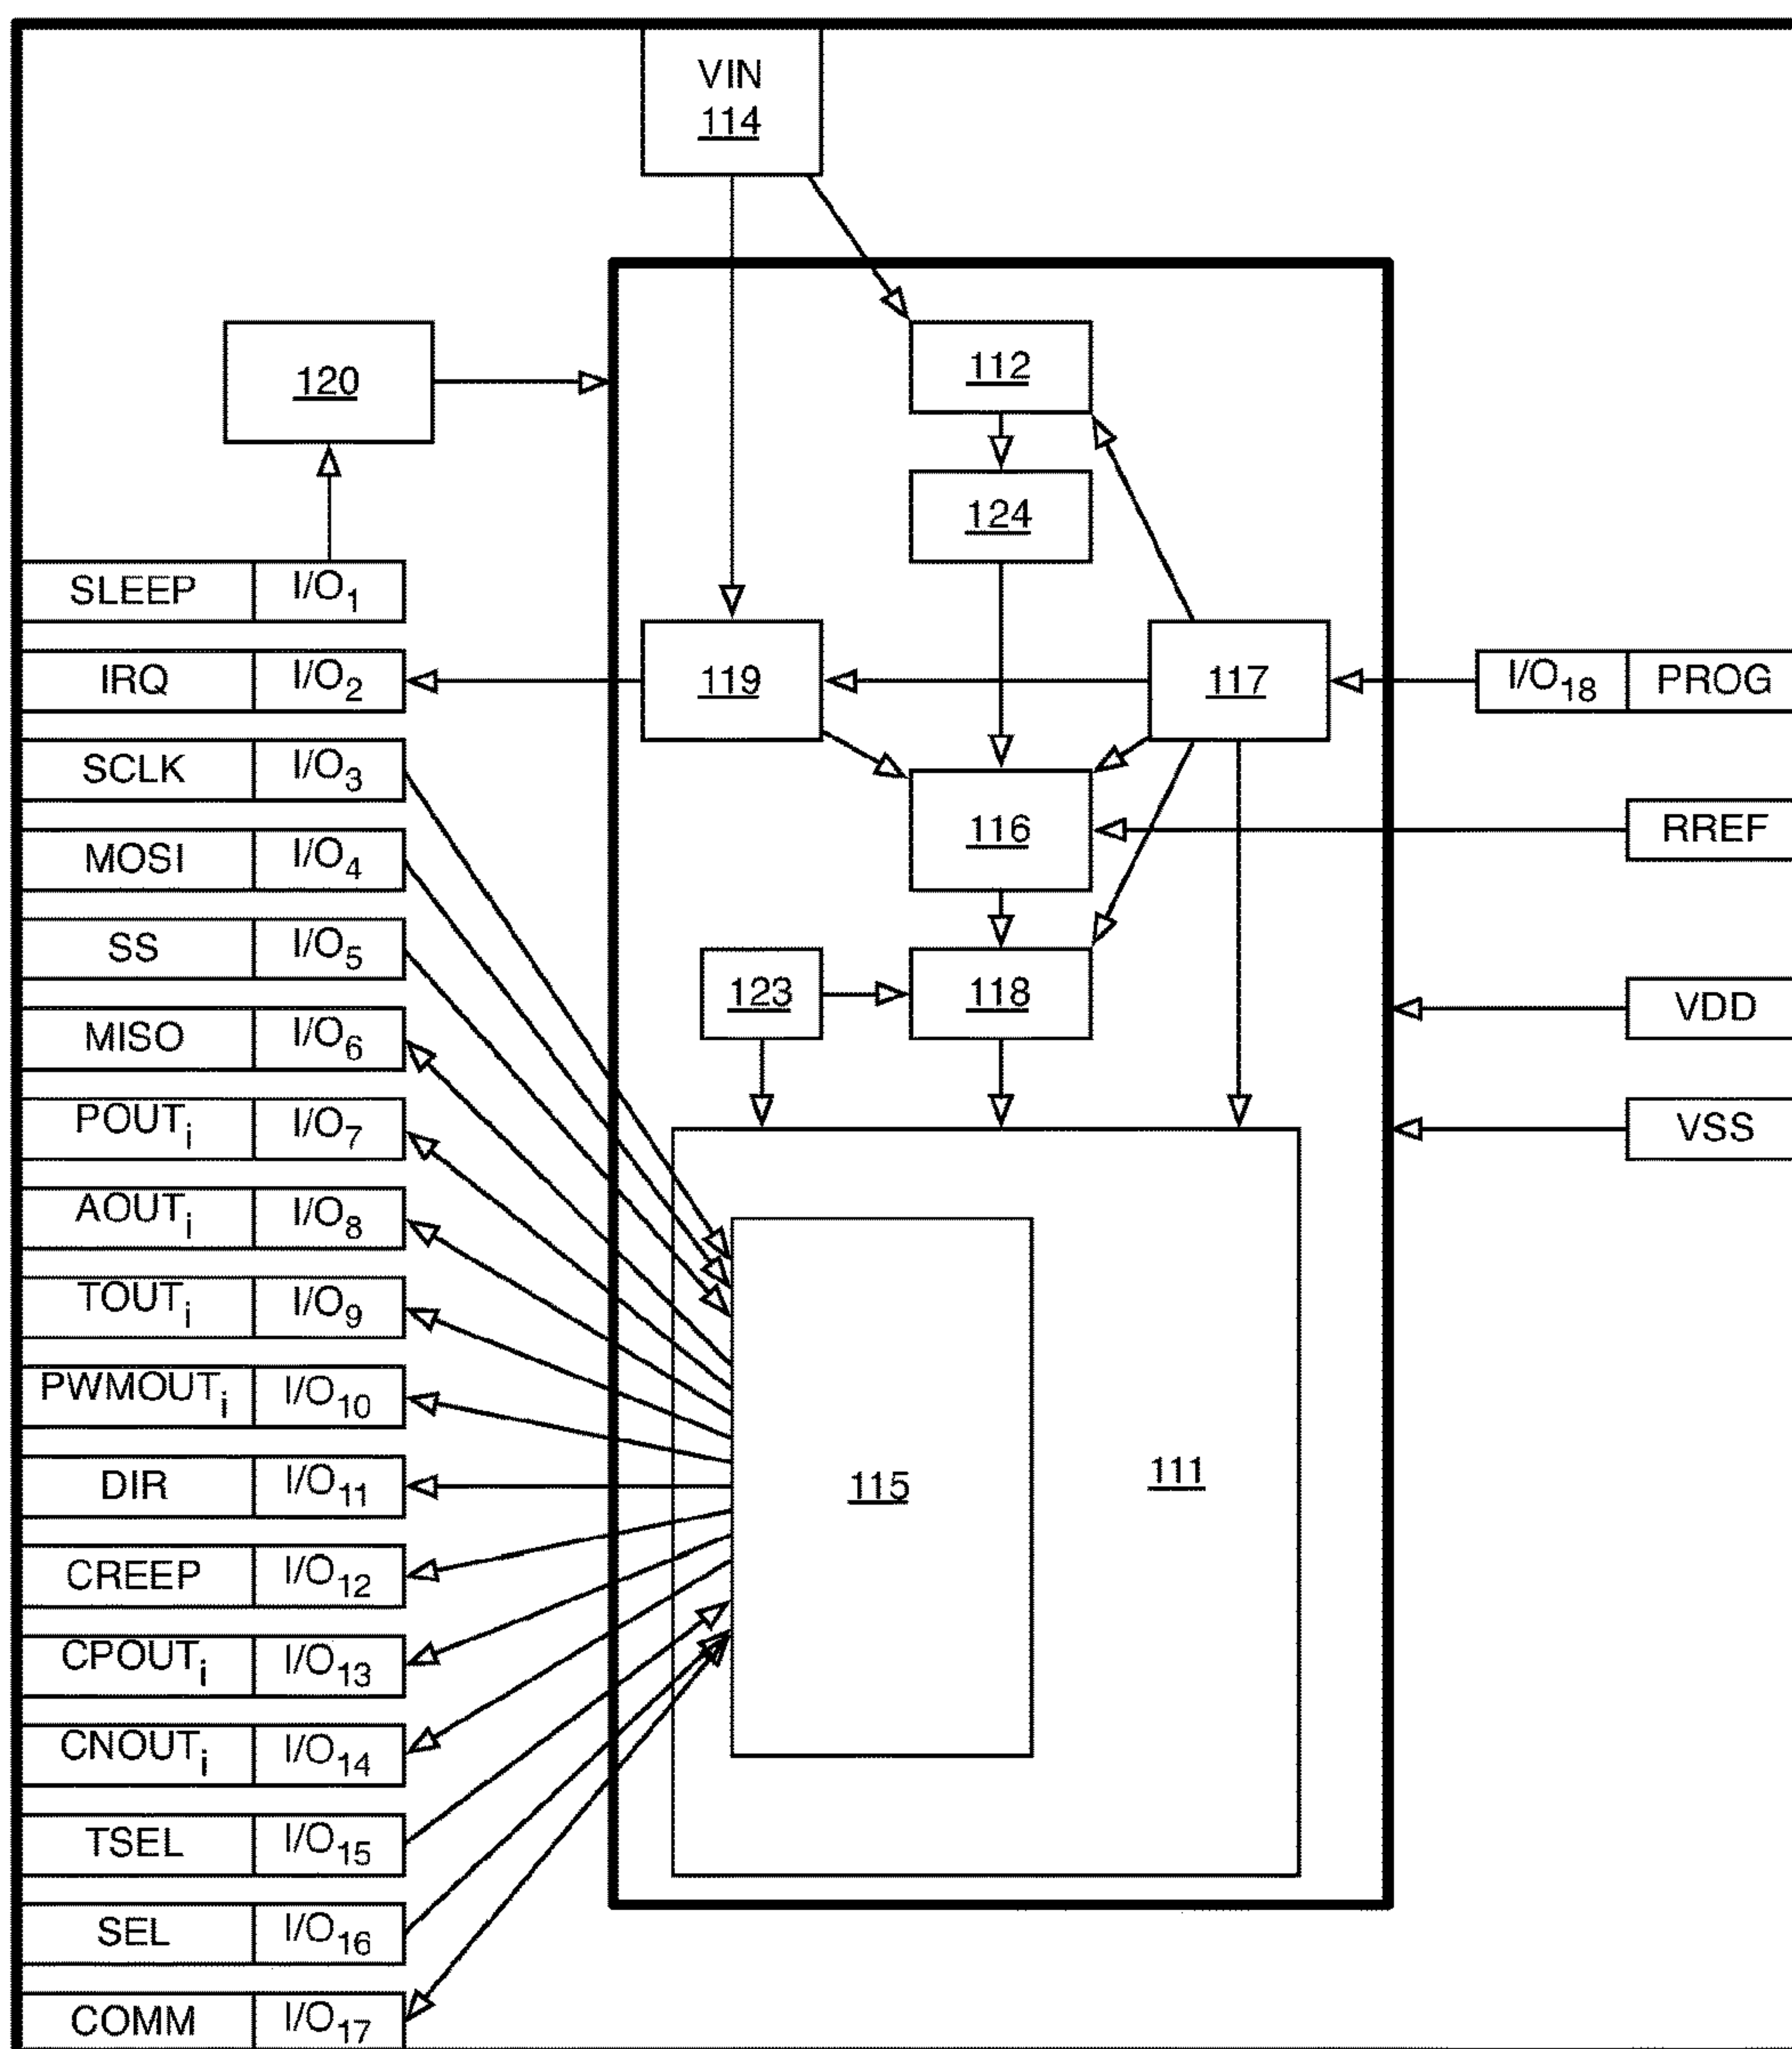 VIN
114
112
120
124
SLEEP I/O1
IRQ I/O2
119
117
I/O18 PROG
SCLK I/O3
MOSI I/O4
116
RREF
SS I/O5
123
118
MISO I/O6
VDD
POUTi I/O7
VSS
AOUTi I/O8
TOUTi I/O9
PWMOUTi I/O10
DIR I/O11
115
111
CREEP I/O12
CPOUTi I/O13
CNOUTi I/O14
TSEL I/O15
SEL I/O16
COMM I/O17